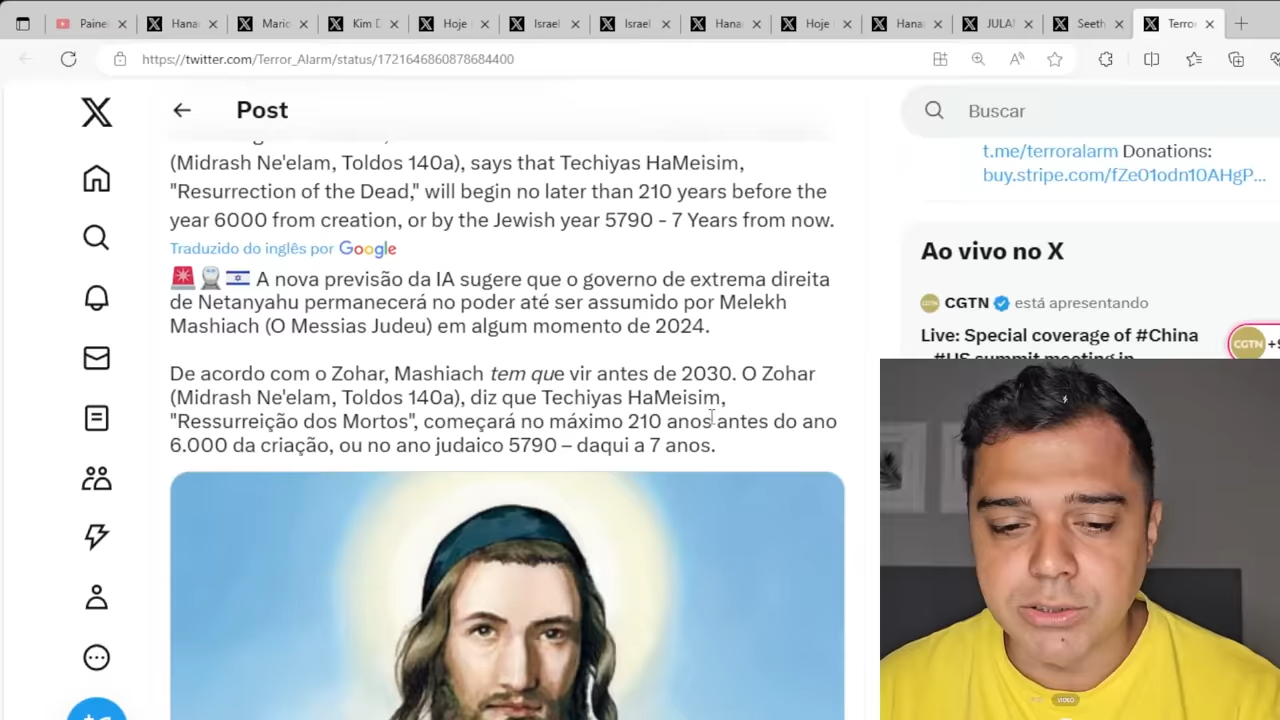 Paine
Hana
Mario
Kim D
Hoje
Israel
Israel
Hana
Hoje
Hana
JULA
Seeth
Terro
https://twitter.com/Terror_Alarm/status/1721646860878684400
Post
Buscar
(Midrash Ne'elam, Toldos 140a), says that Techiyas HaMeisim,
"Resurrection of the Dead," will begin no later than 210 years before the
year 6000 from creation, or by the Jewish year 5790 - 7 Years from now.
Traduzido do inglês por Google
A nova previsão da IA sugere que o governo de extrema direita
de Netanyahu permanecerá no poder até ser assumido por Melekh
Mashiach (O Messias Judeu) em algum momento de 2024.
De acordo com o Zohar, Mashiach tem que vir antes de 2030. O Zohar
(Midrash Ne'elam, Toldos 140a), diz que Techiyas HaMeisim,
"Ressurreição dos Mortos", começará no máximo 210 anos antes do ano
6.000 da criação, ou no ano judaico 5790 – daqui a 7 anos.
t.me/terroralarm Donations:
buy.stripe.com/fZe01odn10AHgP...
Ao vivo no X
CGTN está apresentando
Live: Special coverage of #China
#US summit meeting in
CGTN
VIDEO